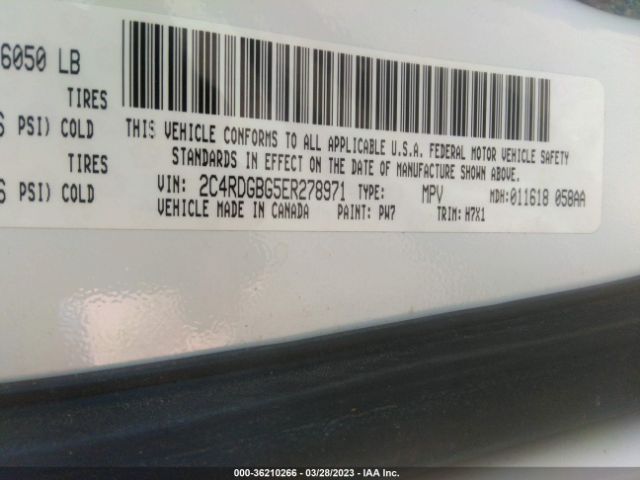 6050 LB
TIRES
PSI) COLD
TIRES
PSI) COLD
THIS VEHICLE CONFORMS TO ALL APPLICABLE U.S.A. FEDERAL MOTOR VEHICLE SAFETY
STANDARDS IN EFFECT ON THE DATE OF MANUFACTURE SHOWN ABOVE.
VIN: 2C4RDGBG5ER278971 TYPE: MPV MDH:011618 058AA
VEHICLE MADE IN CANADA PAINT: PW7 TRIM: H7X1
000-36210266 - 03/28/2023 - IAA Inc.